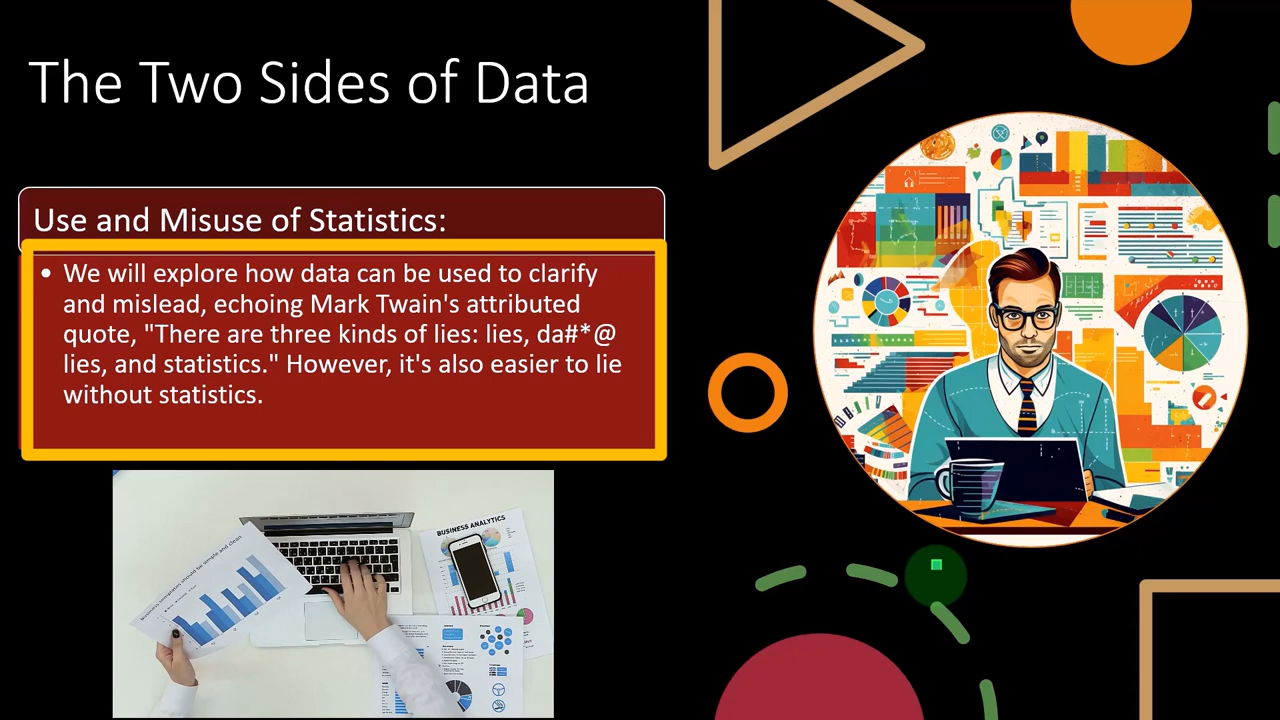 The Two Sides of Data
Use and Misuse of Statistics:
• We will explore how data can be used to clarify
and mislead, echoing Mark Twain's attributed
quote, "There are three kinds of lies: lies, da#*@
lies, and statistics." However, it's also easier to lie
without statistics.
BUSINESS ANALYTICS